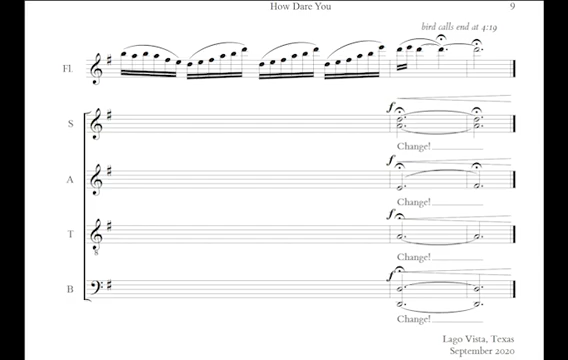 How Dare You 9
bird calls end at 4:19
Fl.
S
f
Change!
A
f
Change!
T
f
Change!
8
B
f
Change!
Lago Vista, Texas
September 2020